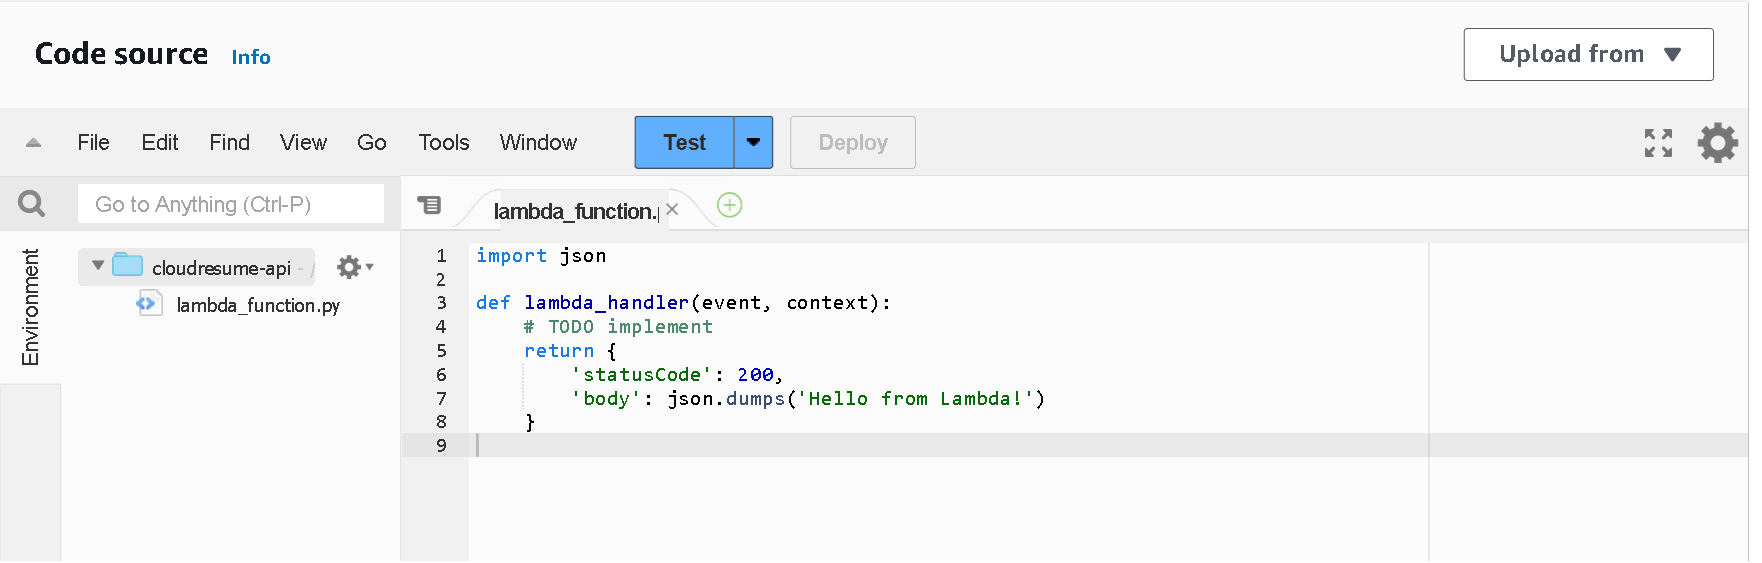 Code source Info
Upload from
File Edit Find View Go Tools Window Test Deploy
Go to Anything (Ctrl-P)
lambda_function.
Environment
cloudresume-api - /
lambda_function.py
1 import json
2
3 def lambda_handler(event, context):
4     # TODO implement
5     return {
6         'statusCode': 200,
7         'body': json.dumps('Hello from Lambda!')
8     }
9